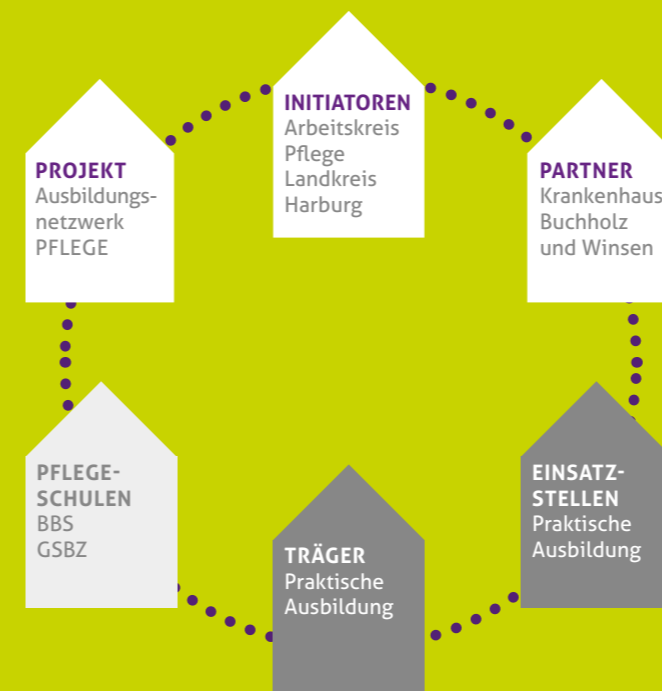 INITIATOREN
Arbeitskreis
Pflege
Landkreis
Harburg
PROJEKT
Ausbildungs-
netzwerk
PFLEGE
PARTNER
Krankenhaus
Buchholz
und Winsen
PFLEGE-
SCHULEN
BBS
GSBZ
TRÄGER
Praktische
Ausbildung
EINSATZ-
STELLEN
Praktische
Ausbildung